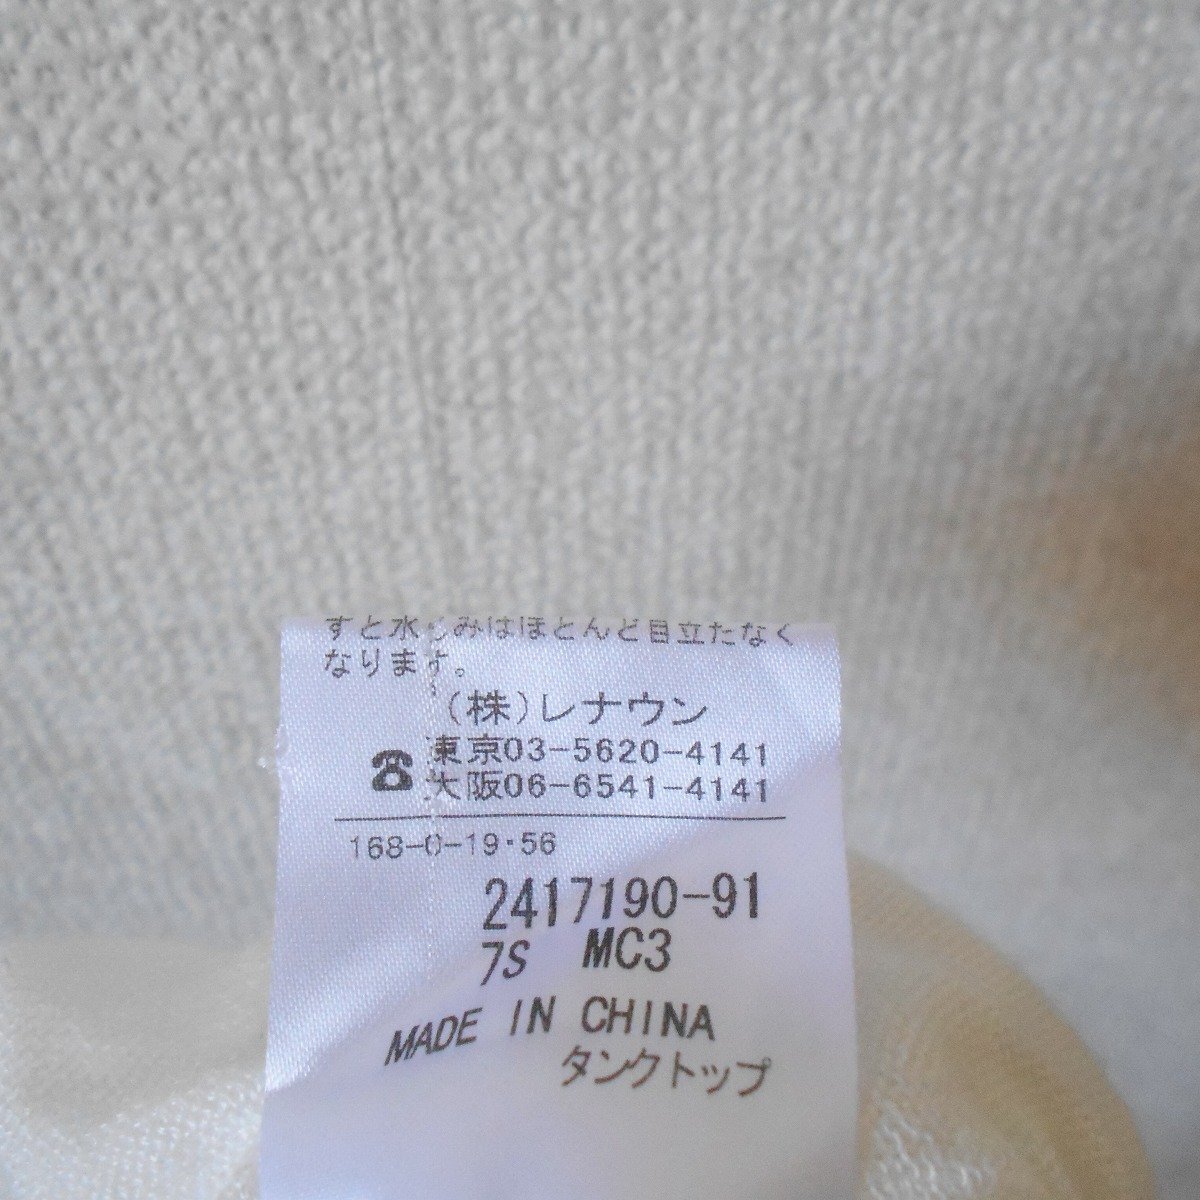 すと水じみはほとんど目立たなく
なります。
(株)レナウン
☎東京03-5620-4141
大阪06-6541-4141
168-0-19・56
2417190-91
7S MC3
MADE IN CHINA
タンクトップ